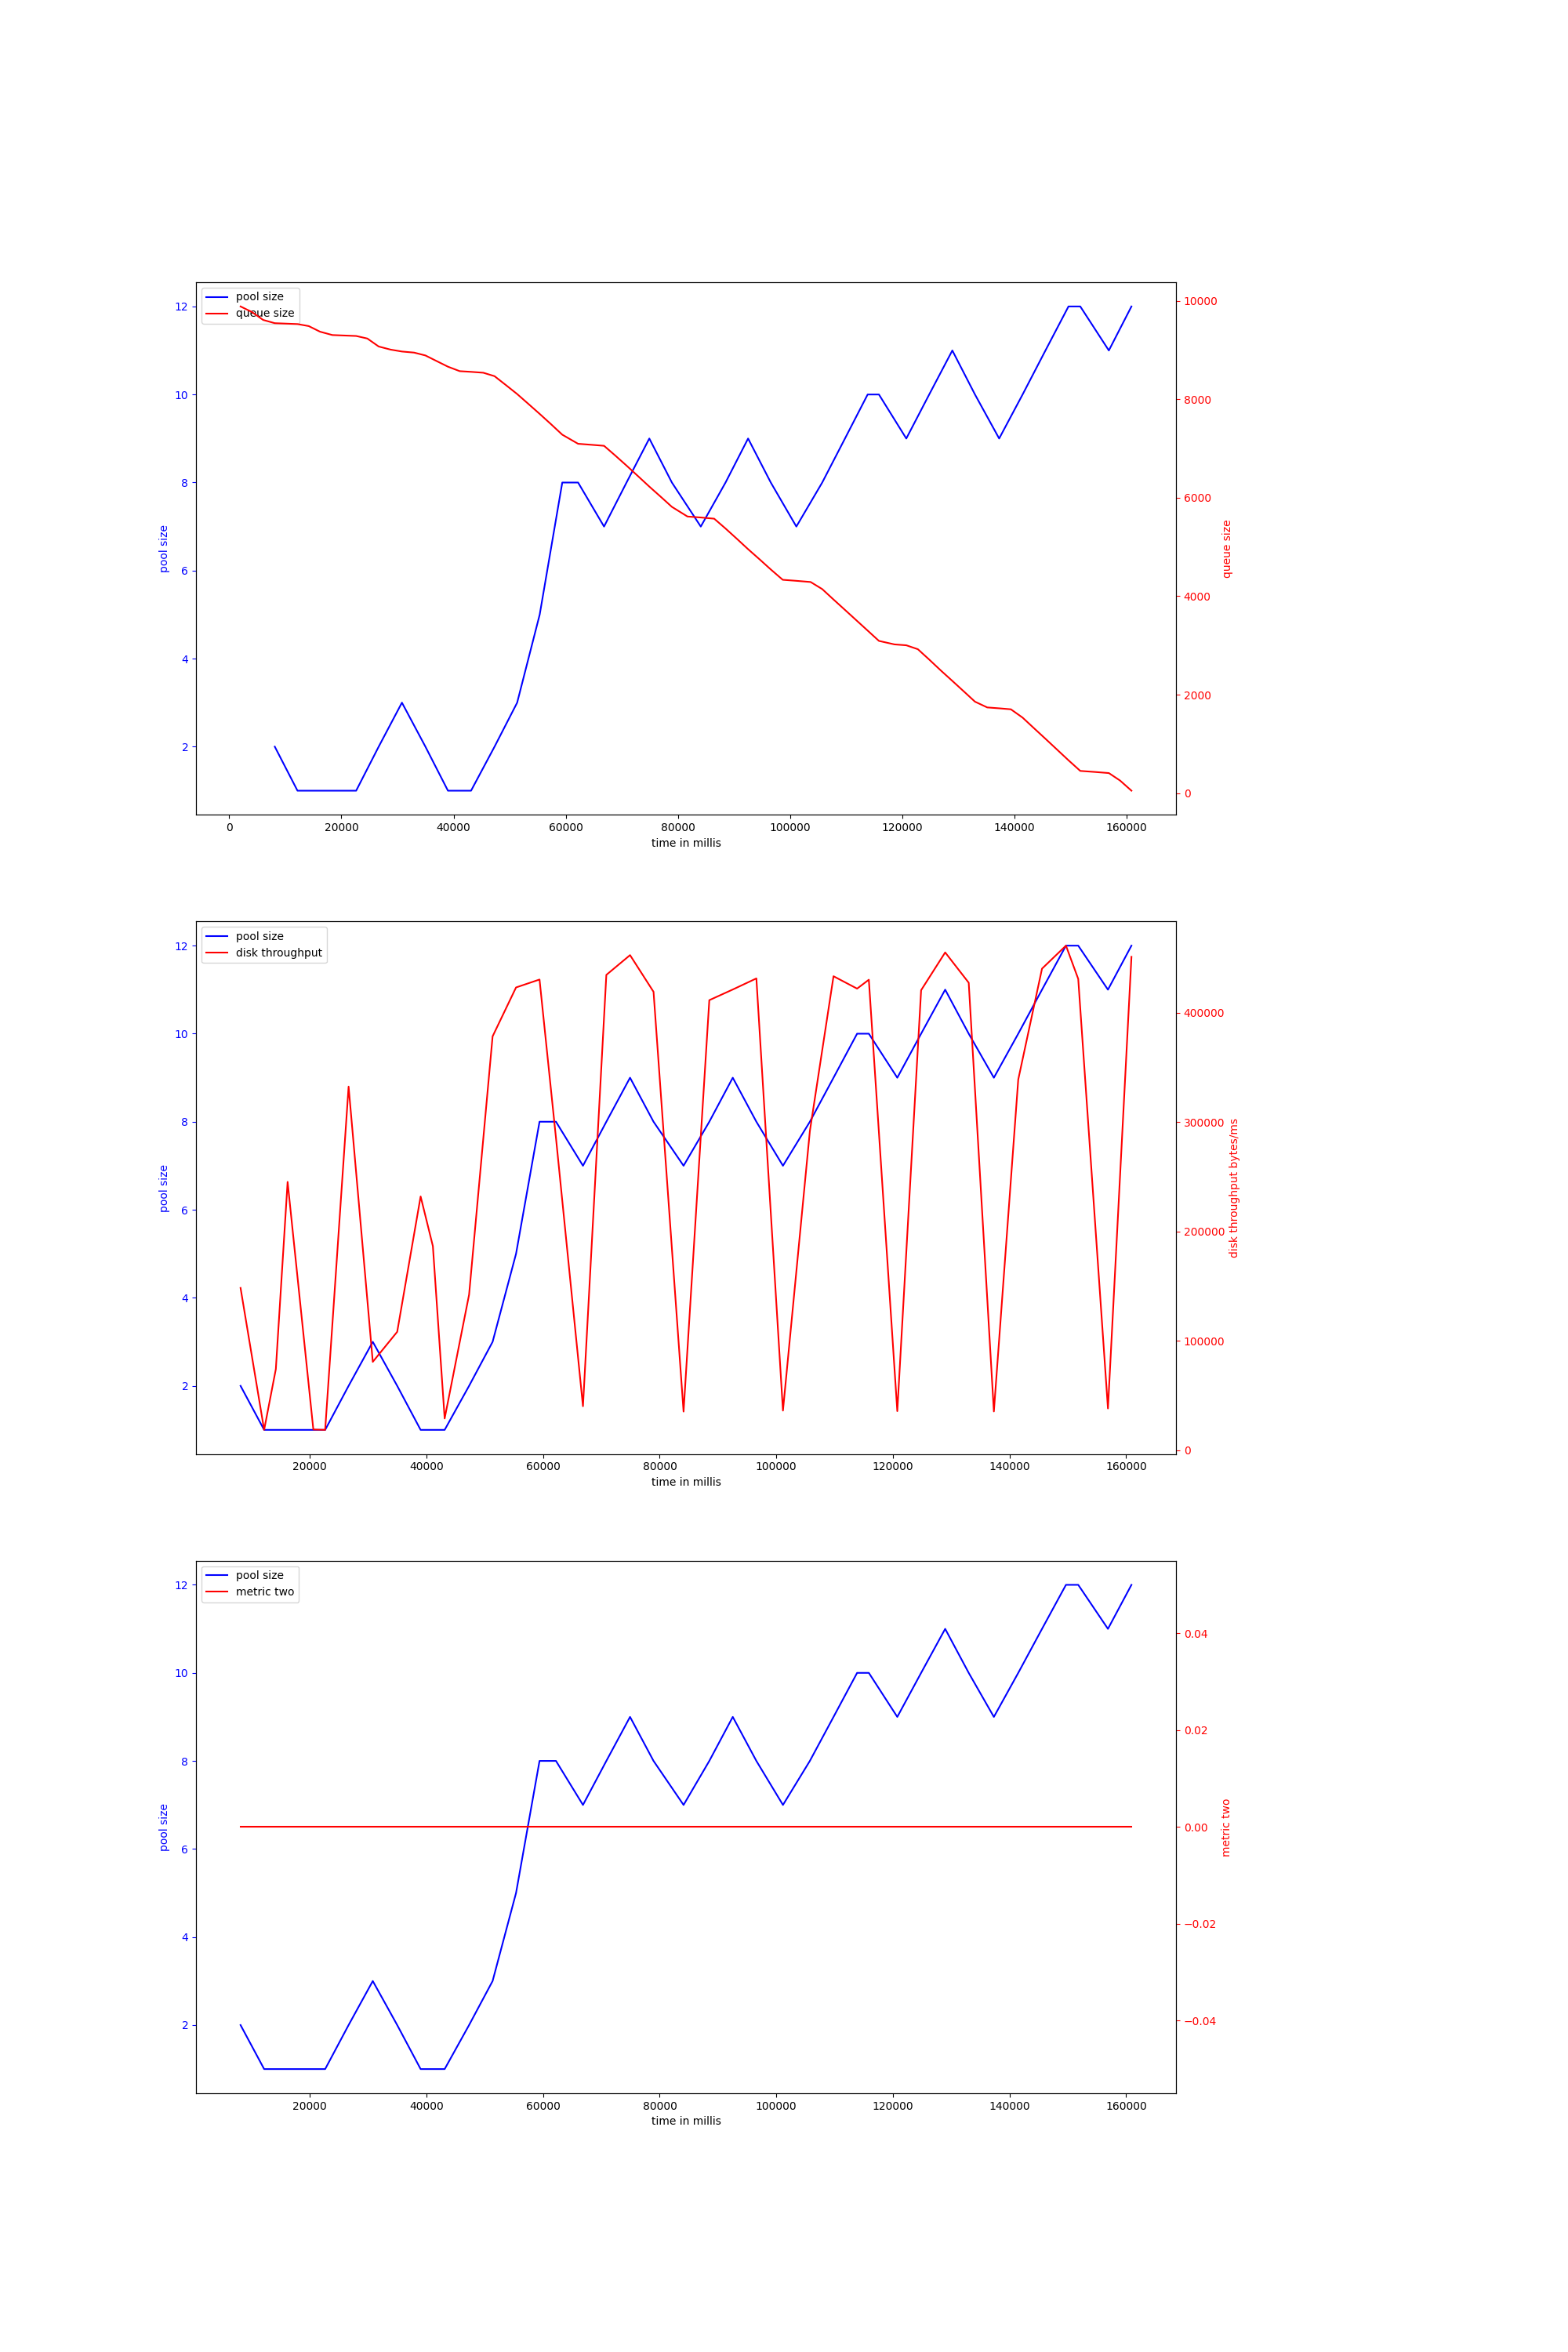 pool size
queue size
12
10
8
6
4
2
pool size
10000
8000
6000
4000
2000
0
queue size
0 20000 40000 60000 80000 100000 120000 140000 160000
time in millis
pool size
disk throughput
12
10
8
6
4
2
pool size
400000
300000
200000
100000
0
disk throughput bytes/ms
20000 40000 60000 80000 100000 120000 140000 160000
time in millis
pool size
metric two
12
10
8
6
4
2
pool size
0.04
0.02
0.00
−0.02
−0.04
metric two
20000 40000 60000 80000 100000 120000 140000 160000
time in millis